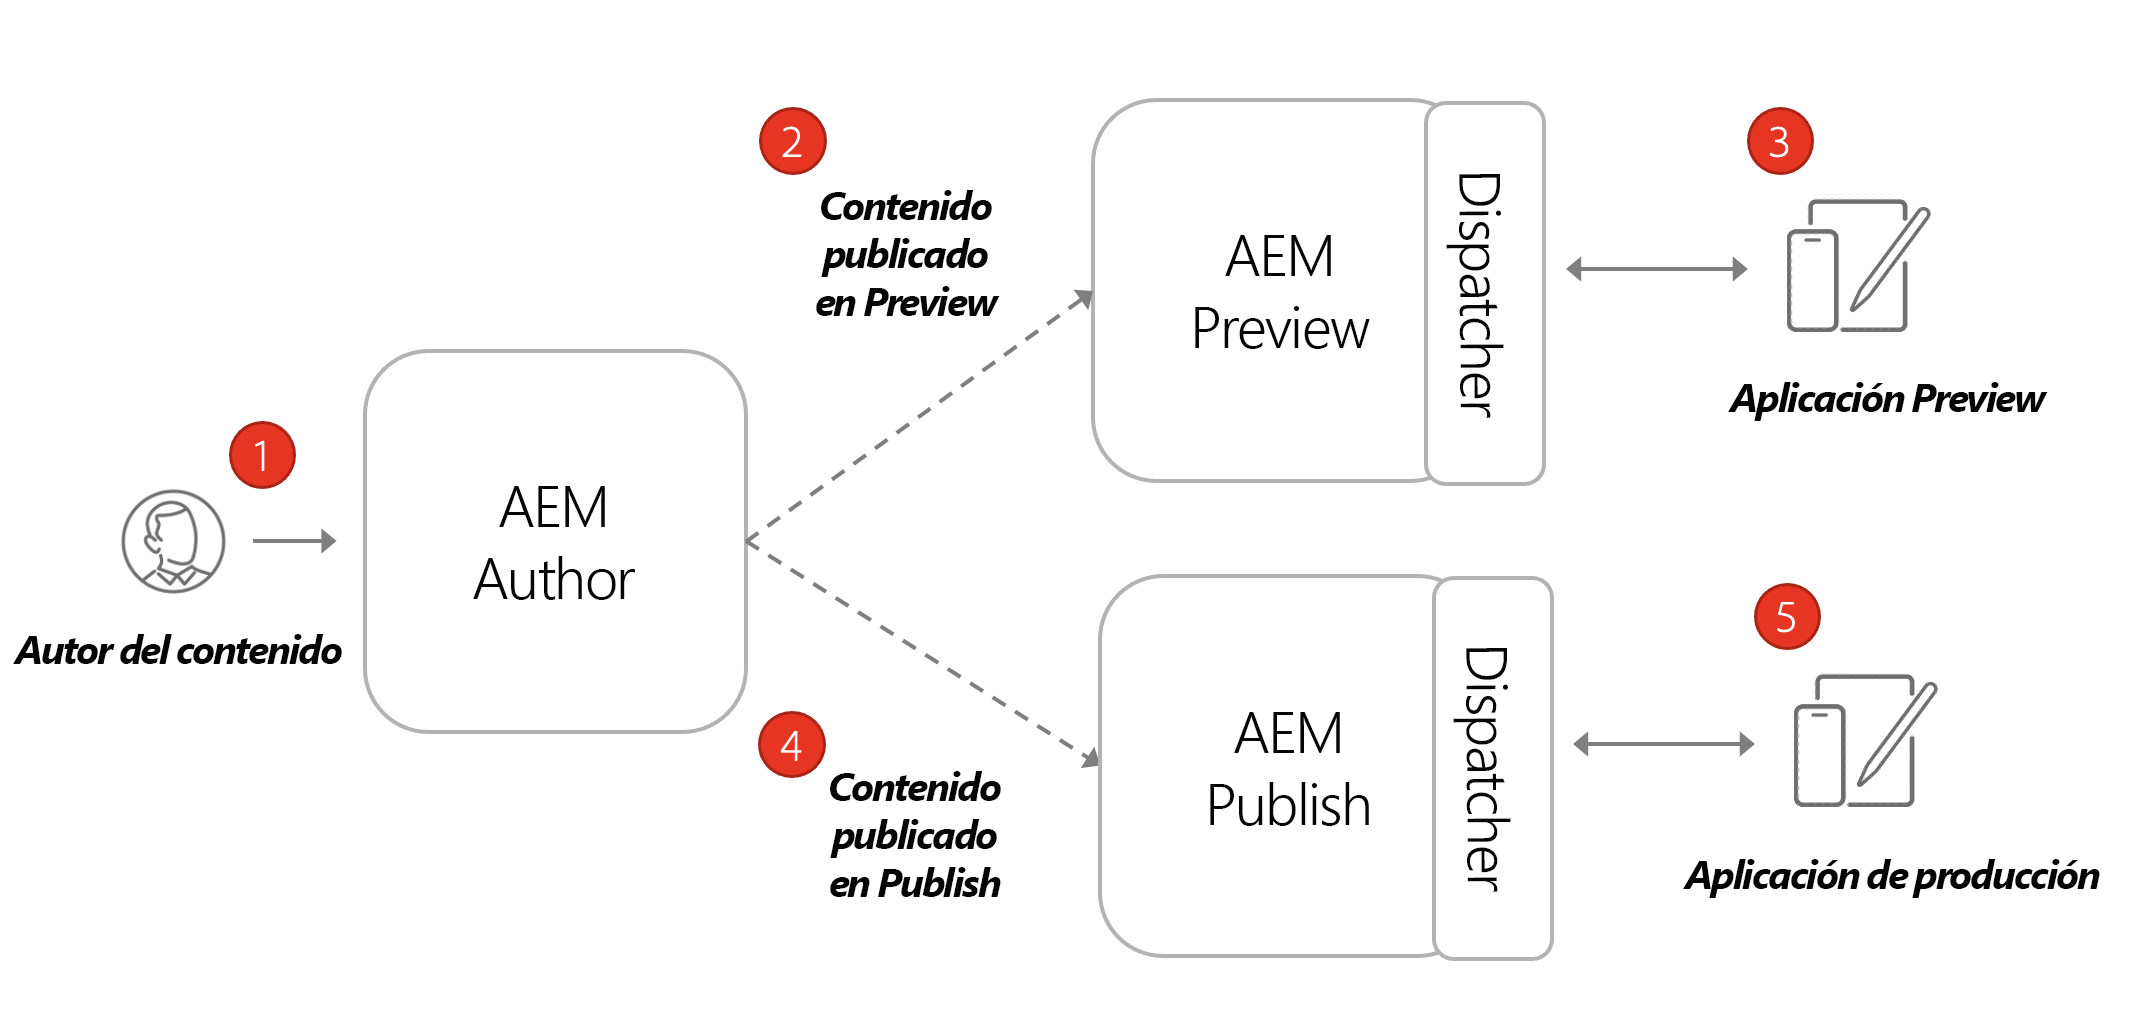 1
Autor del contenido
AEM
Author
2
Contenido
publicado
en Preview
AEM
Preview
Dispatcher
3
Aplicación Preview
4
Contenido
publicado
en Publish
AEM
Publish
Dispatcher
5
Aplicación de producción